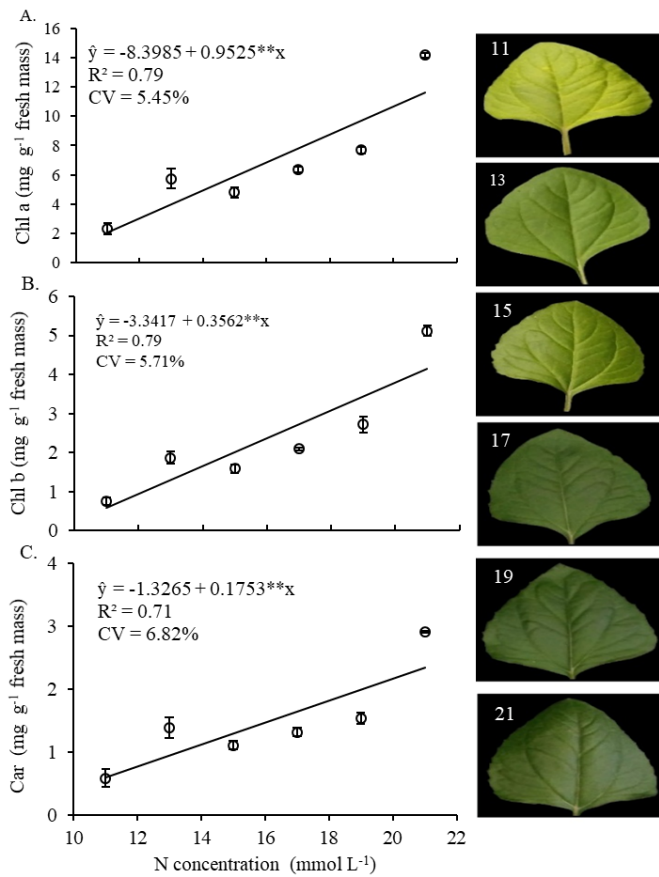 A.
16
14
12
10
8
6
4
2
0
Chl a (mg g⁻¹ fresh mass)
ŷ = -8.3985 + 0.9525**x
R² = 0.79
CV = 5.45%
B.
6
5
4
3
2
1
0
Chl b (mg g⁻¹ fresh mass)
ŷ = -3.3417 + 0.3562**x
R² = 0.79
CV = 5.71%
C.
4
3
2
1
0
Car (mg g⁻¹ fresh mass)
ŷ = -1.3265 + 0.1753**x
R² = 0.71
CV = 6.82%
10 12 14 16 18 20 22
N concentration (mmol L⁻¹)
11
13
15
17
19
21